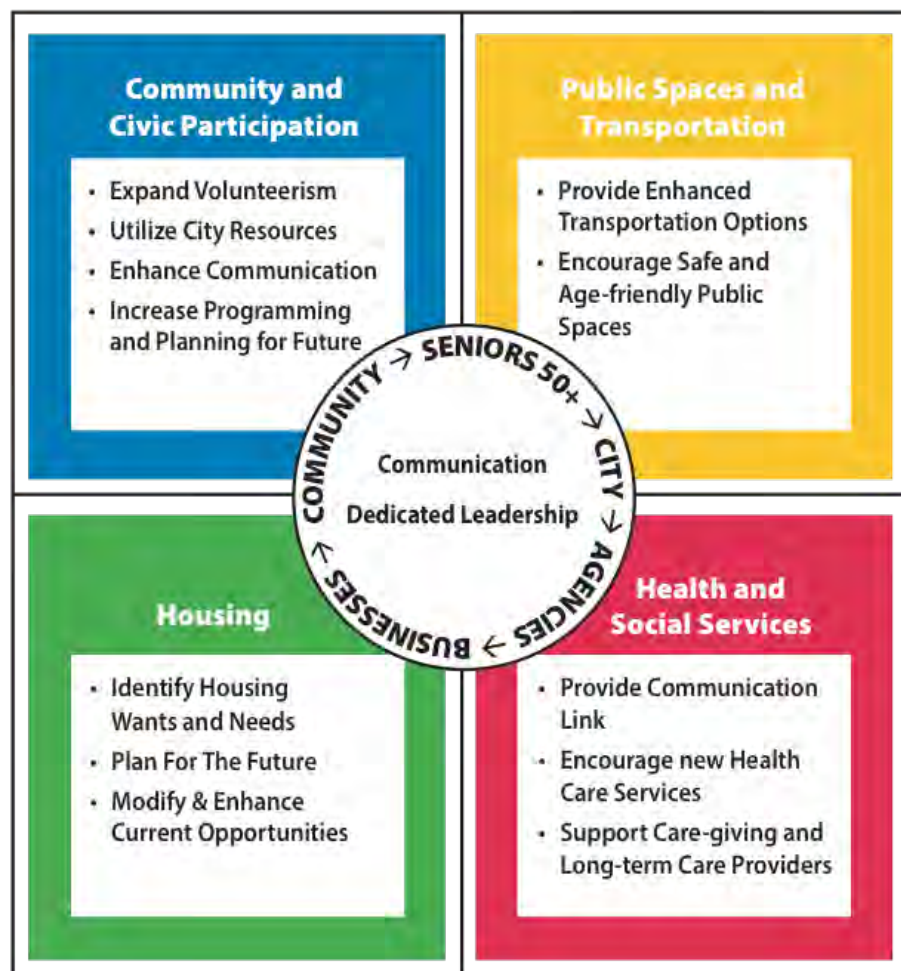 Community and
Civic Participation
• Expand Volunteerism
• Utilize City Resources
• Enhance Communication
• Increase Programming
and Planning for Future
Public Spaces and
Transportation
• Provide Enhanced
Transportation Options
• Encourage Safe and
Age-friendly Public
Spaces
COMMUNITY → SENIORS 50+ → CITY → AGENCIES → BUSINESSES →
Communication
Dedicated Leadership
Housing
• Identify Housing
Wants and Needs
• Plan For The Future
• Modify & Enhance
Current Opportunities
Health and
Social Services
• Provide Communication
Link
• Encourage new Health
Care Services
• Support Care-giving and
Long-term Care Providers